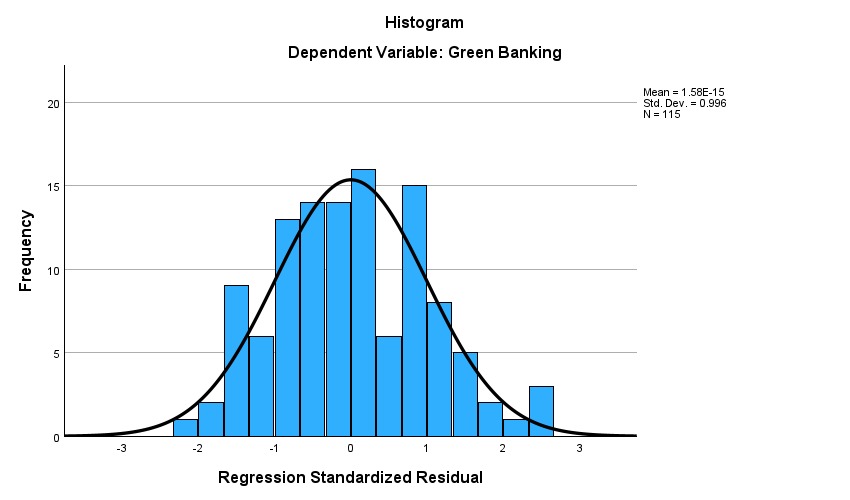 Histogram
Dependent Variable: Green Banking
Mean = 1.58E-15
Std. Dev. = 0.996
N = 115
Frequency
20
15
10
5
0
-3 -2 -1 0 1 2 3
Regression Standardized Residual